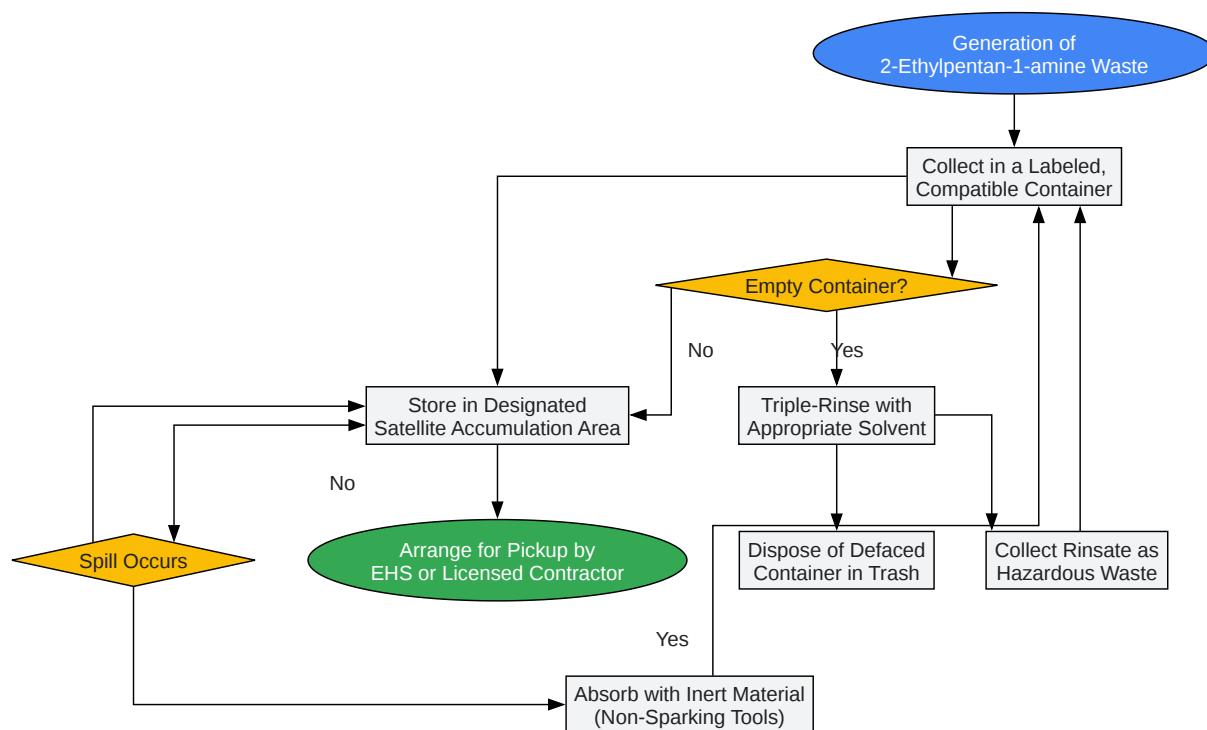 Generation of
2-Ethylpentan-1-amine Waste
Collect in a Labeled,
Compatible Container
Empty Container?
No
Yes
Store in Designated
Satellite Accumulation Area
Triple-Rinse with
Appropriate Solvent
No
Spill Occurs
Arrange for Pickup by
EHS or Licensed Contractor
Dispose of Defaced
Container in Trash
Collect Rinsate as
Hazardous Waste
Yes
Absorb with Inert Material
(Non-Sparking Tools)